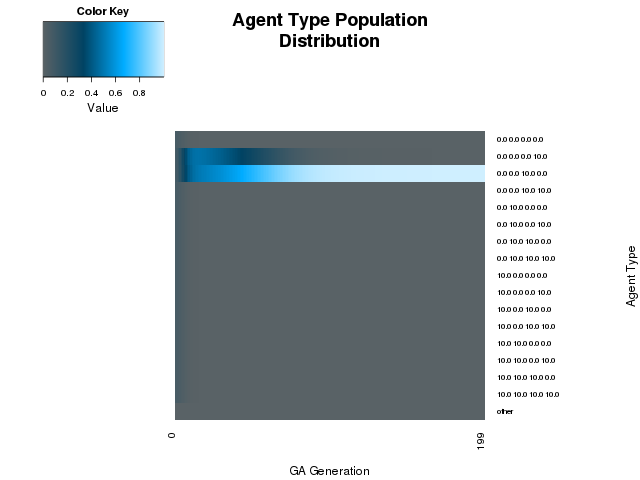 Color Key
0 0.2 0.4 0.6 0.8
Value
Agent Type Population
Distribution
0.0 0.0 0.0 0.0
0.0 0.0 0.0 10.0
0.0 0.0 10.0 0.0
0.0 0.0 10.0 10.0
0.0 10.0 0.0 0.0
0.0 10.0 0.0 10.0
0.0 10.0 10.0 0.0
0.0 10.0 10.0 10.0
10.0 0.0 0.0 0.0
10.0 0.0 0.0 10.0
10.0 0.0 10.0 0.0
10.0 0.0 10.0 10.0
10.0 10.0 0.0 0.0
10.0 10.0 0.0 10.0
10.0 10.0 10.0 0.0
10.0 10.0 10.0 10.0
other
Agent Type
0 199
GA Generation